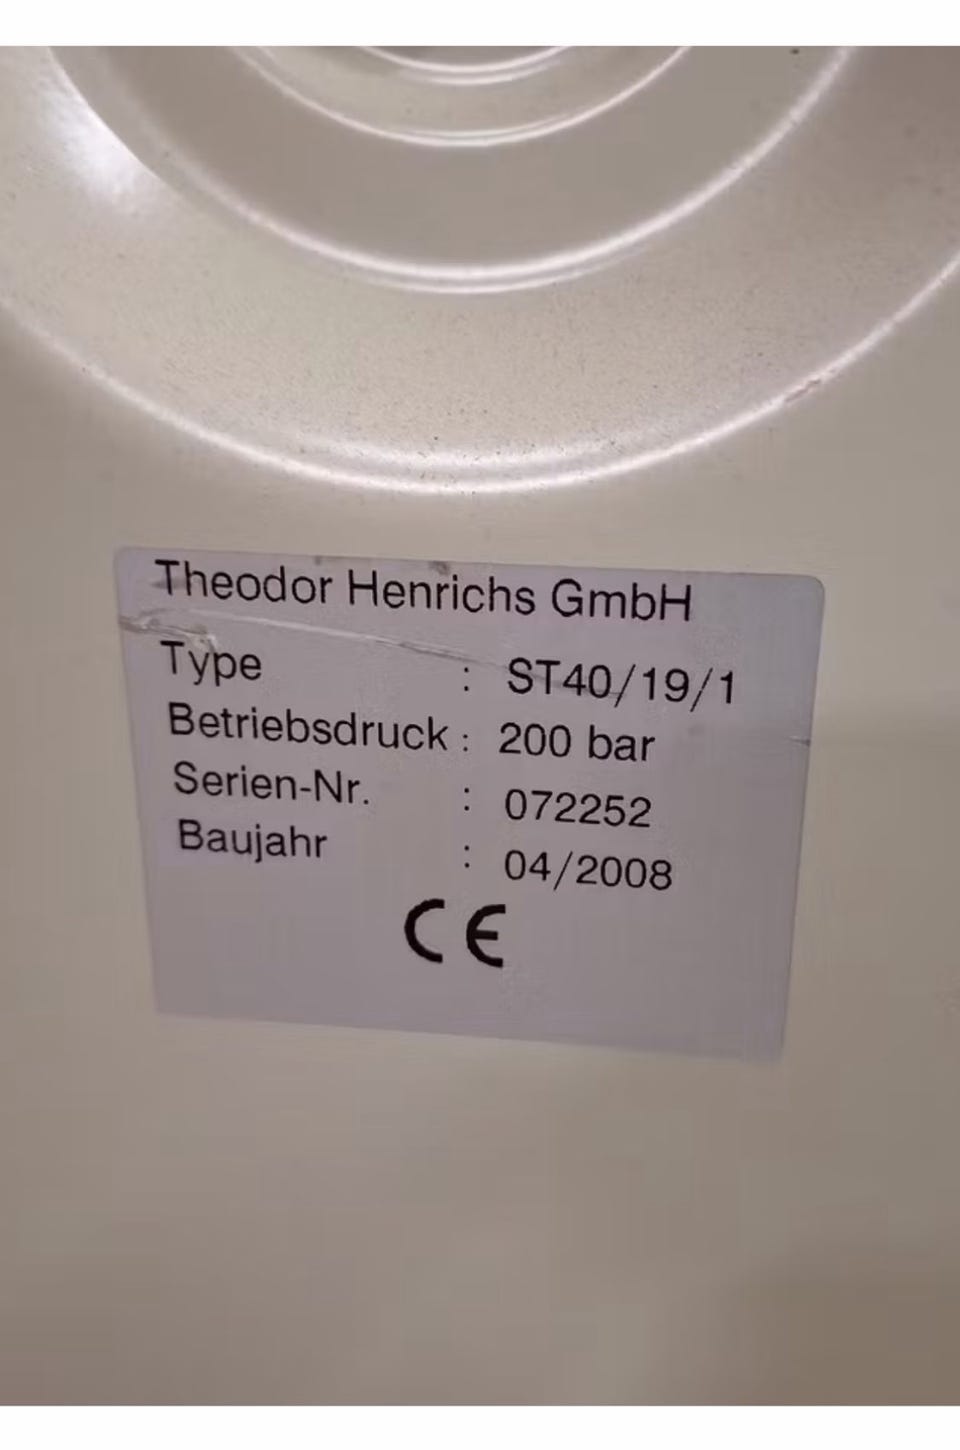 Theodor Henrichs GmbH
Type : ST40/19/1
Betriebsdruck : 200 bar
Serien-Nr. : 072252
Baujahr : 04/2008
CE